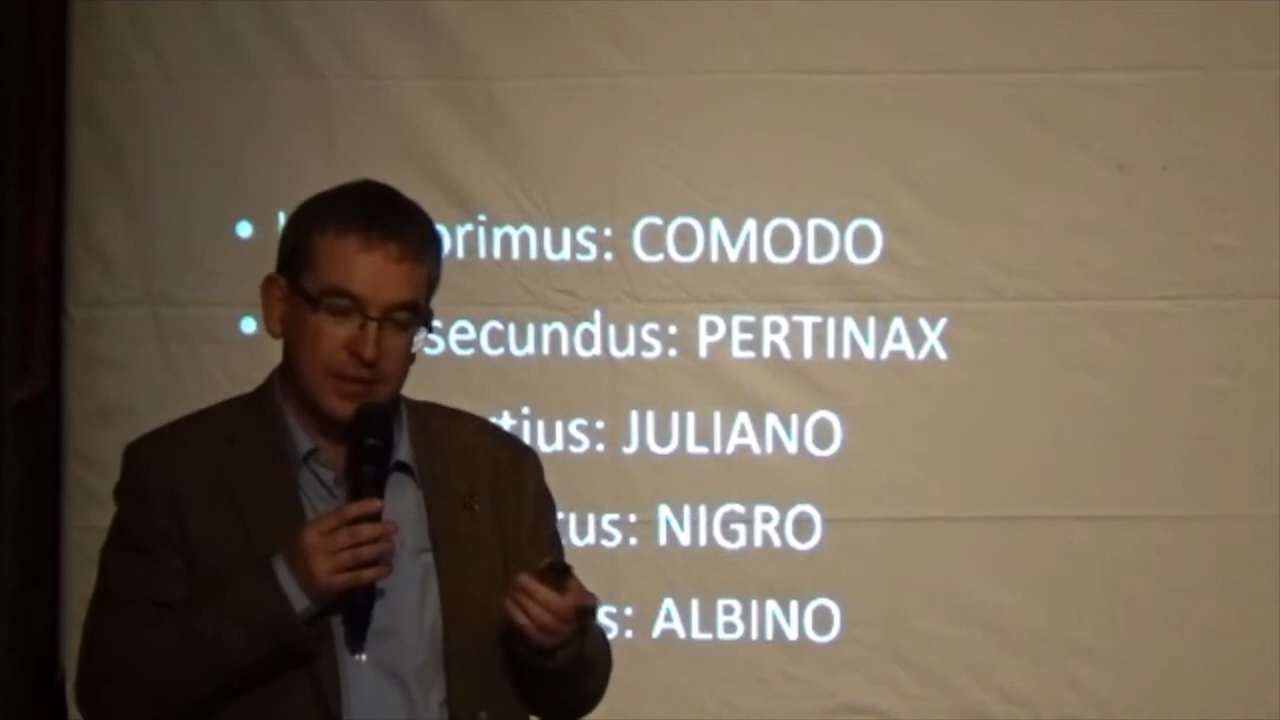 • primus: COMODO
• secundus: PERTINAX
tius: JULIANO
tus: NIGRO
s: ALBINO